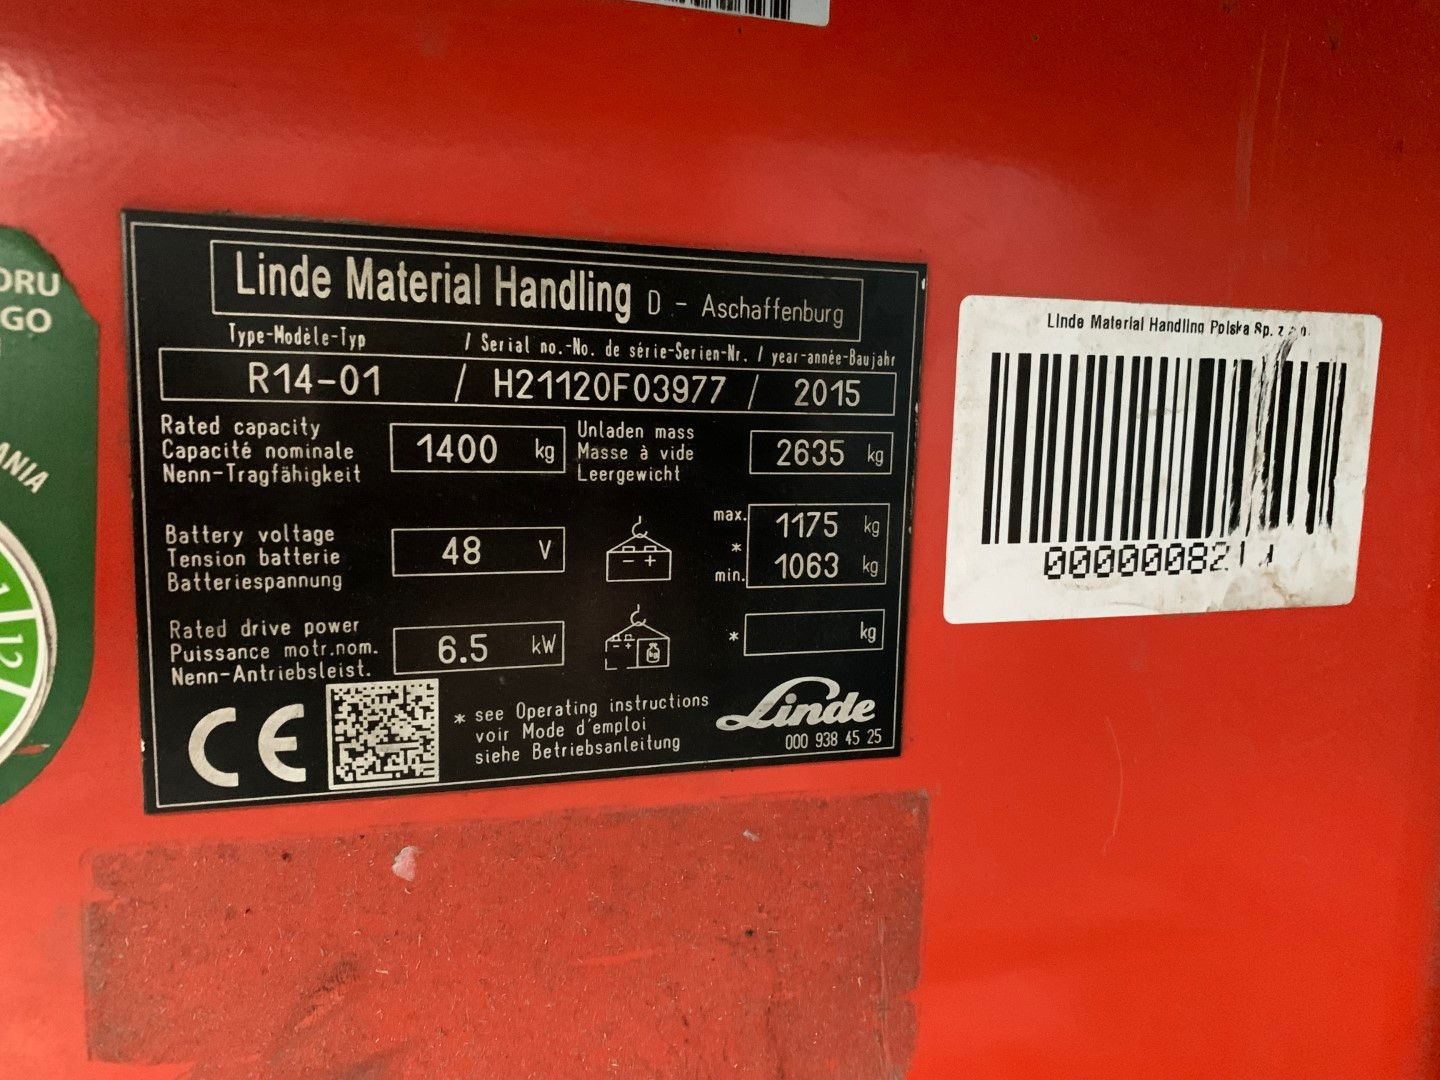 ORU
GO
ANIA
1
12
Linde Material Handling D - Aschaffenburg
Type-Modèle-Typ / Serial no.-No. de série-Serien-Nr. / year-année-Baujahr
R14-01 / H21120F03977 / 2015
Rated capacity
Capacité nominale
Nenn-Tragfähigkeit
1400 kg
Unladen mass
Masse à vide
Leergewicht
2635 kg
Battery voltage
Tension batterie
Batteriespannung
48 V
- +
max. 1175 kg
*
min. 1063 kg
Rated drive power
Puissance motr.nom.
Nenn-Antriebsleist.
6.5 kW
- + kg
* kg
CE
* see Operating instructions
voir Mode d'emploi
siehe Betriebsanleitung
Linde
000 938 45 25
Linde Material Handling Polska Sp. z o.o.